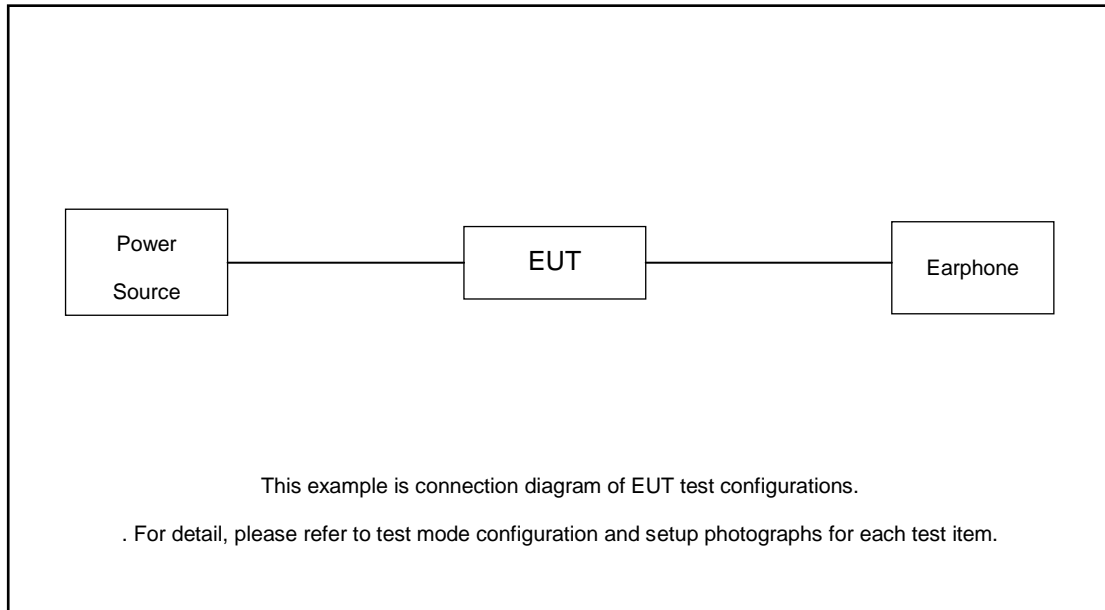 Power
Source
EUT
Earphone
This example is connection diagram of EUT test configurations.
. For detail, please refer to test mode configuration and setup photographs for each test item.